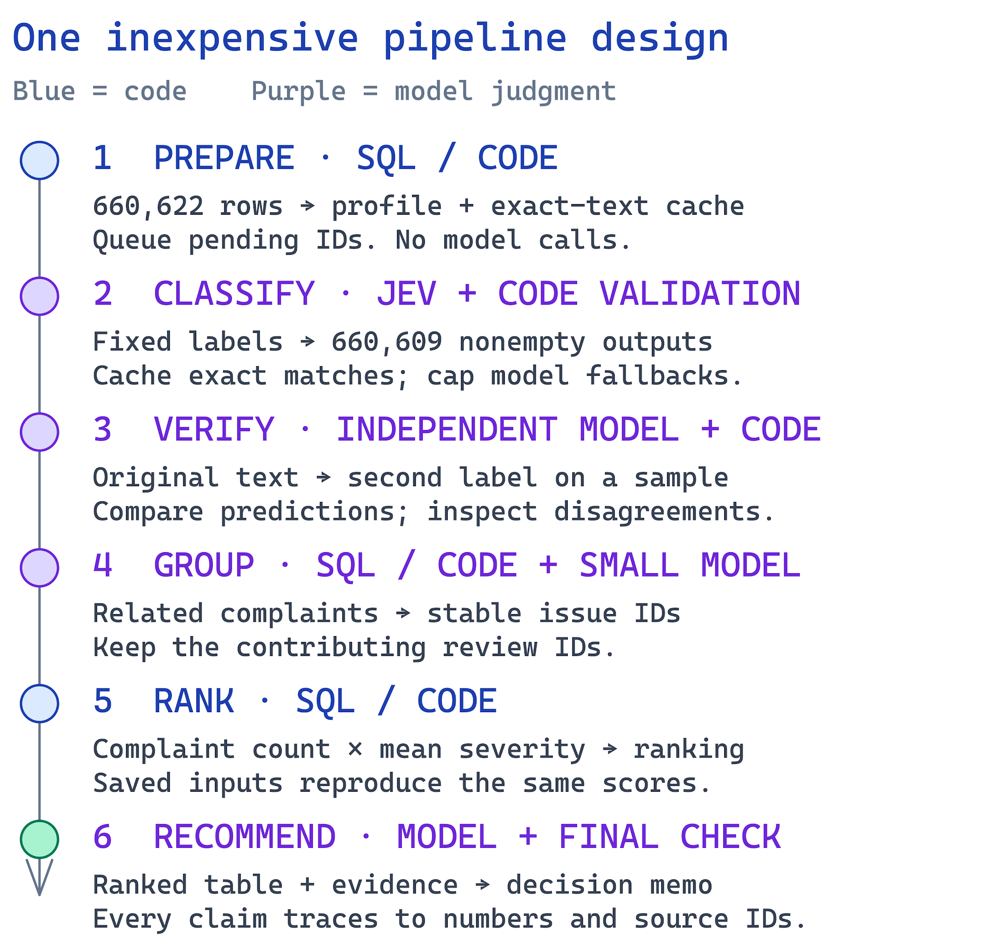 One inexpensive pipeline design
Blue = code    Purple = model judgment
1  PREPARE · SQL / CODE
660,622 rows → profile + exact-text cache
Queue pending IDs. No model calls.
2  CLASSIFY · JEV + CODE VALIDATION
Fixed labels → 660,609 nonempty outputs
Cache exact matches; cap model fallbacks.
3  VERIFY · INDEPENDENT MODEL + CODE
Original text → second label on a sample
Compare predictions; inspect disagreements.
4  GROUP · SQL / CODE + SMALL MODEL
Related complaints → stable issue IDs
Keep the contributing review IDs.
5  RANK · SQL / CODE
Complaint count × mean severity → ranking
Saved inputs reproduce the same scores.
6  RECOMMEND · MODEL + FINAL CHECK
Ranked table + evidence → decision memo
Every claim traces to numbers and source IDs.